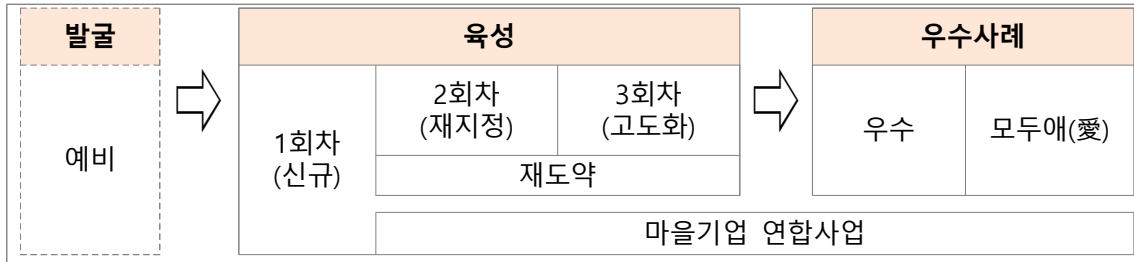 발굴
예비
육성
1회차
(신규)
2회차
(재지정)
3회차
(고도화)
재도약
우수사례
우수
모두애(愛)
마을기업 연합사업